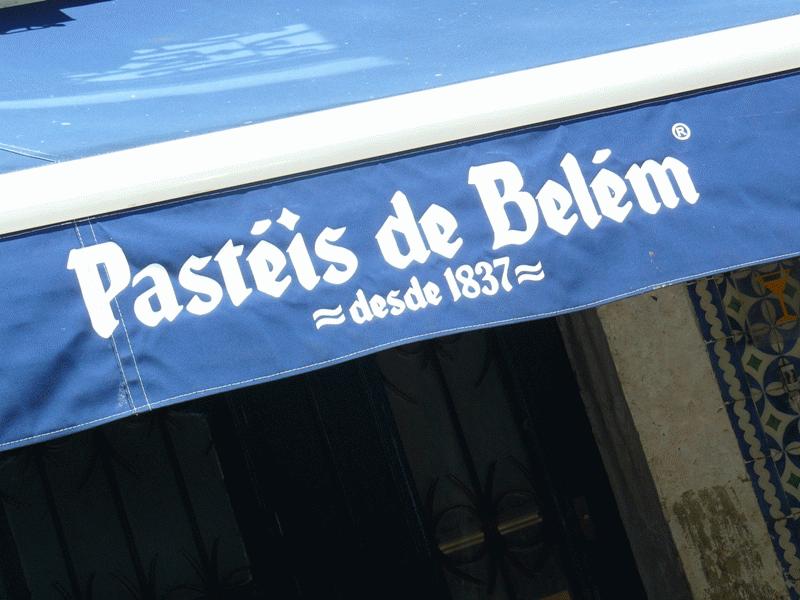 Pastéis de Belém ®
≈ desde 1837 ≈